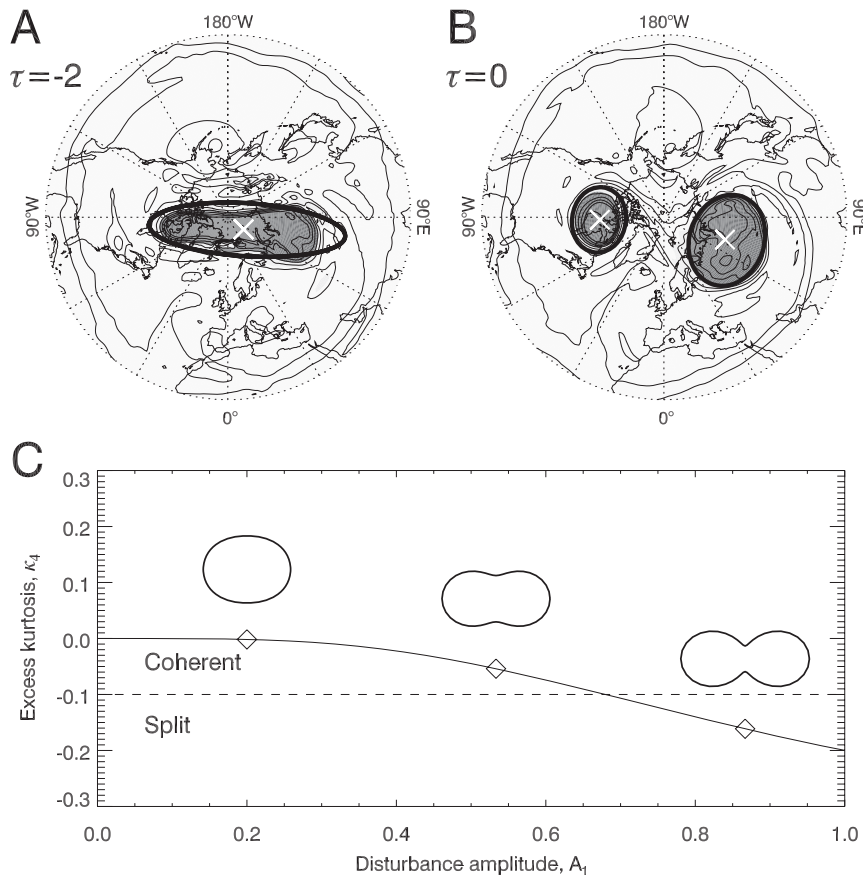 A
B
180°W
180°W
τ=-2
τ=0
90°W
90°E
90°W
90°E
0°
0°
C
0.3
0.2
0.1
0.0
-0.1
-0.2
-0.3
Excess kurtosis, κ4
Coherent
Split
0.0
0.2
0.4
0.6
0.8
1.0
Disturbance amplitude, A1